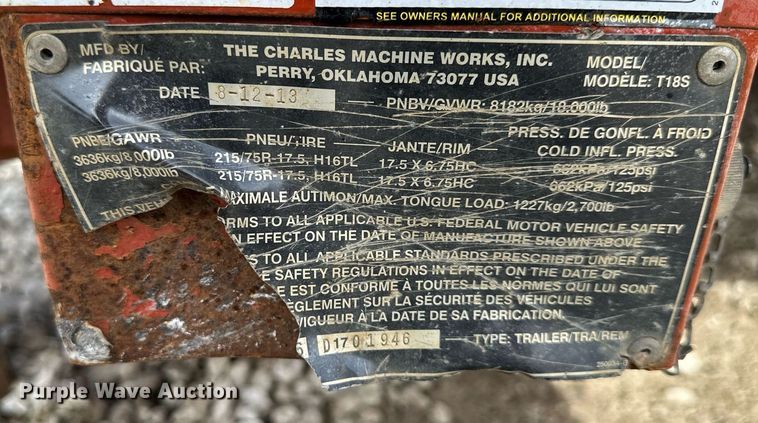 SEE OWNERS MANUAL FOR ADDITIONAL INFORMATION
MFD BY/
FABRIQUÉ PAR:
THE CHARLES MACHINE WORKS, INC.
PERRY, OKLAHOMA 73077 USA
MODEL/
MODÈLE: T18S
DATE 8-12-13
PNBV/GVWR: 8182kg/18,000lb
PNBE/GAWR
PNEU/TIRE
JANTE/RIM
PRESS. DE GONFL. À FROID
COLD INFL. PRESS.
3636kg/8,000lb 215/75R-17.5, H16TL 17.5 X 6.75HC 662kPa/125psi
3636kg/8,000lb 215/75R-17.5, H16TL 17.5 X 6.75HC 662kPa/125psi
MAXIMALE AUTIMON/MAX. TONGUE LOAD: 1227kg/2,700lb
THIS VEH
RMS TO ALL APPLICABLE U.S. FEDERAL MOTOR VEHICLE SAFETY
N EFFECT ON THE DATE OF MANUFACTURE SHOWN ABOVE
TO ALL APPLICABLE STANDARDS PRESCRIBED UNDER THE
E SAFETY REGULATIONS IN EFFECT ON THE DATE OF
E EST CONFORME À TOUTES LES NORMES QUI LUI SONT
RÈGLEMENT SUR LA SÉCURITÉ DES VÉHICULES
VIGUEUR À LA DATE DE SA FABRICATION.
D1701946
TYPE: TRAILER/TRA/REM
Purple Wave Auction